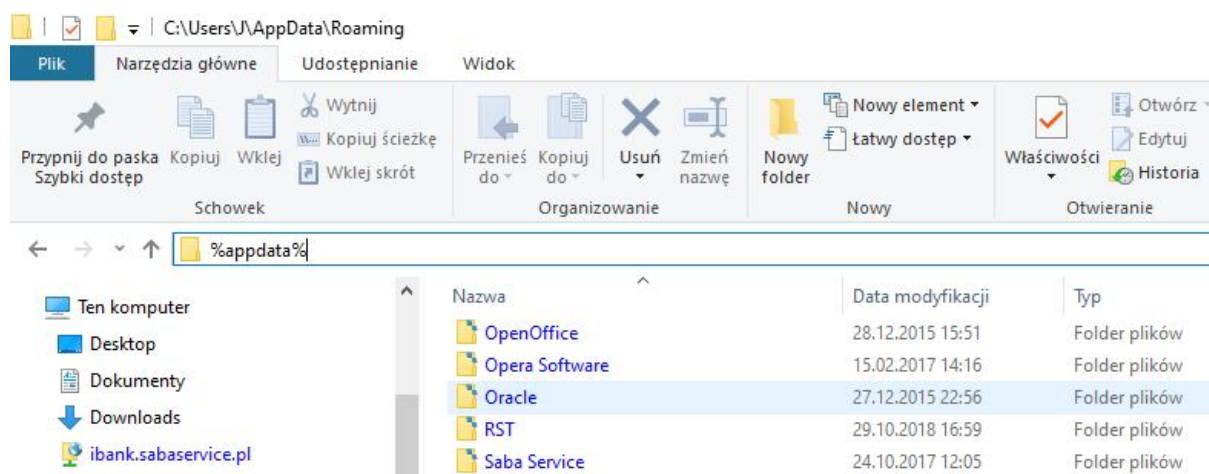 C:\Users\J\AppData\Roaming
Plik Narzędzia główne Udostępnianie Widok
Przypnij do paska Szybki dostęp
Kopiuj
Wklej
Wytnij
Kopiuj ścieżkę
Wklej skrót
Schowek
Przenieś do
Kopiuj do
Usuń
Zmień nazwę
Organizowanie
Nowy folder
Nowy element
Łatwy dostęp
Nowy
Właściwości
Otwórz
Edytuj
Historia
Otwieranie
%appdata%
Ten komputer
Desktop
Dokumenty
Downloads
ibank.sabaservice.pl
Nazwa Data modyfikacji Typ
OpenOffice 28.12.2015 15:51 Folder plików
Opera Software 15.02.2017 14:16 Folder plików
Oracle 27.12.2015 22:56 Folder plików
RST 29.10.2018 16:59 Folder plików
Saba Service 24.10.2017 12:05 Folder plików